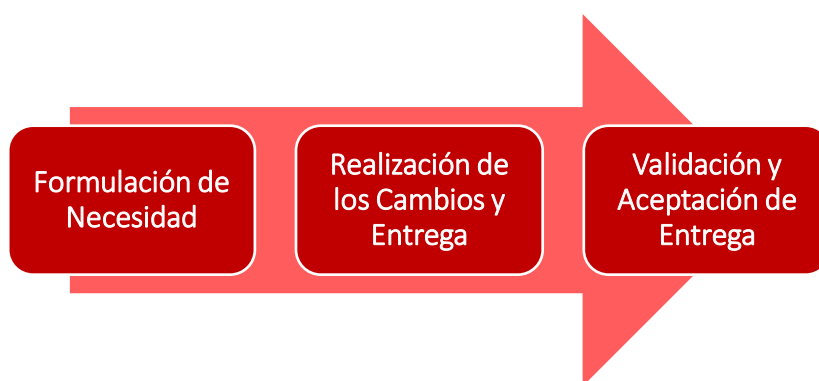 Formulación de
Necesidad
Realización de
los Cambios y
Entrega
Validación y
Aceptación de
Entrega